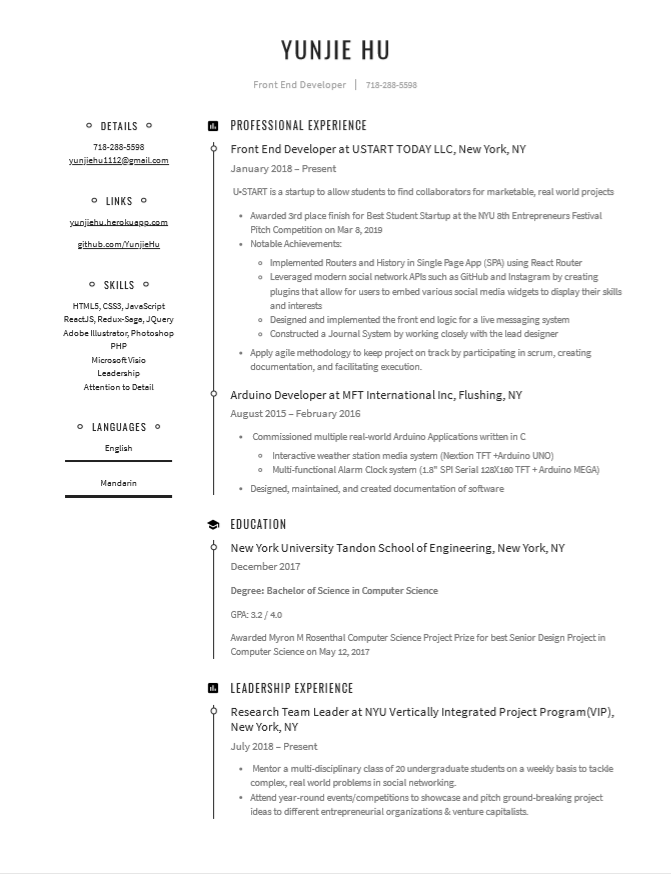 YUNJIE HU
Front End Developer | 718-288-5598
DETAILS
718-288-5598
yunjiehu1112@gmail.com
LINKS
yunjiehu.herokuapp.com
github.com/YunjieHu
SKILLS
HTML5, CSS3, JavaScript
ReactJS, Redux-Saga, JQuery
Adobe Illustrator, Photoshop
PHP
Microsoft Visio
Leadership
Attention to Detail
LANGUAGES
English
Mandarin
PROFESSIONAL EXPERIENCE
Front End Developer at USTART TODAY LLC, New York, NY
January 2018 – Present
U-START is a startup to allow students to find collaborators for marketable, real world projects
• Awarded 3rd place finish for Best Student Startup at the NYU 8th Entrepreneurs Festival
Pitch Competition on Mar 8, 2019
• Notable Achievements:
◦ Implemented Routers and History in Single Page App (SPA) using React Router
◦ Leveraged modern social network APIs such as GitHub and Instagram by creating
plugins that allow for users to embed various social media widgets to display their skills
and interests
◦ Designed and implemented the front end logic for a live messaging system
◦ Constructed a Journal System by working closely with the lead designer
• Apply agile methodology to keep project on track by participating in scrum, creating
documentation, and facilitating execution.
Arduino Developer at MFT International Inc, Flushing, NY
August 2015 – February 2016
• Commissioned multiple real-world Arduino Applications written in C
◦ Interactive weather station media system (Nextion TFT +Arduino UNO)
◦ Multi-functional Alarm Clock system (1.8" SPI Serial 128X160 TFT + Arduino MEGA)
• Designed, maintained, and created documentation of software
EDUCATION
New York University Tandon School of Engineering, New York, NY
December 2017
Degree: Bachelor of Science in Computer Science
GPA: 3.2 / 4.0
Awarded Myron M Rosenthal Computer Science Project Prize for best Senior Design Project in
Computer Science on May 12, 2017
LEADERSHIP EXPERIENCE
Research Team Leader at NYU Vertically Integrated Project Program(VIP),
New York, NY
July 2018 – Present
• Mentor a multi-disciplinary class of 20 undergraduate students on a weekly basis to tackle
complex, real world problems in social networking.
• Attend year-round events/competitions to showcase and pitch ground-breaking project
ideas to different entrepreneurial organizations & venture capitalists.